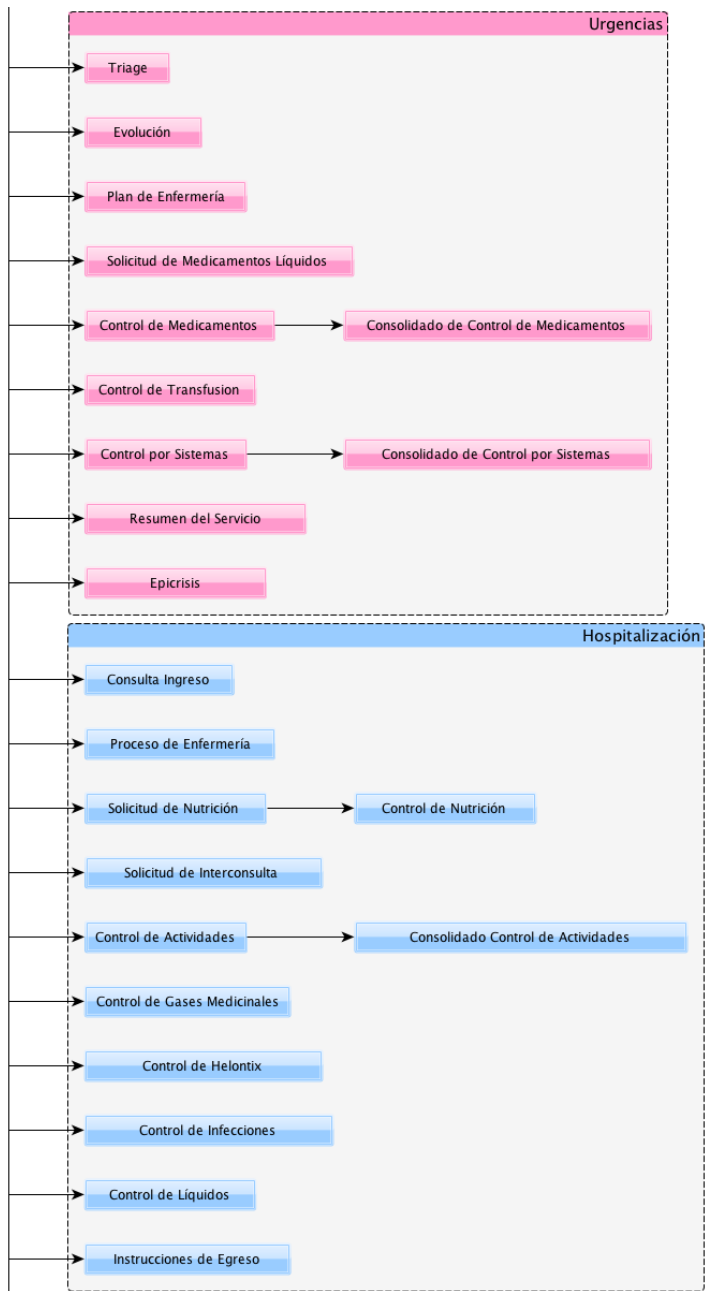 Urgencias
Triage
Evolución
Plan de Enfermería
Solicitud de Medicamentos Líquidos
Control de Medicamentos
Consolidado de Control de Medicamentos
Control de Transfusion
Control por Sistemas
Consolidado de Control por Sistemas
Resumen del Servicio
Epicrisis
Hospitalización
Consulta Ingreso
Proceso de Enfermería
Solicitud de Nutrición
Control de Nutrición
Solicitud de Interconsulta
Control de Actividades
Consolidado Control de Actividades
Control de Gases Medicinales
Control de Helontix
Control de Infecciones
Control de Líquidos
Instrucciones de Egreso